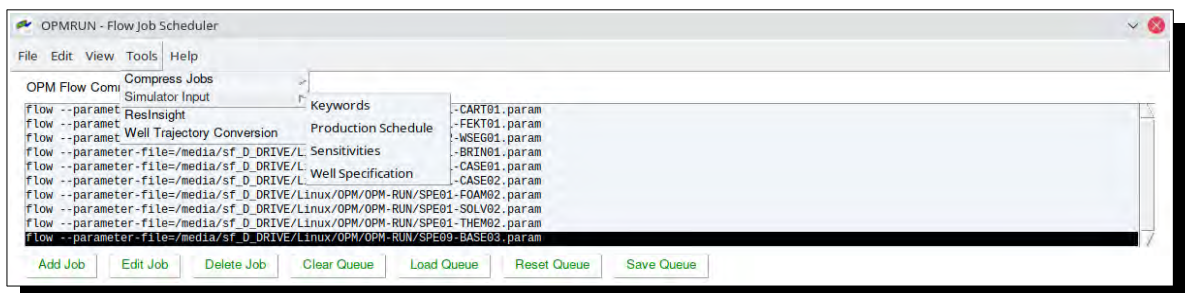 OPMRUN - Flow Job Scheduler
File Edit View Tools Help
OPM Flow Com
Compress Jobs
Simulator Input
ResInsight
Well Trajectory Conversion
Keywords
Production Schedule
Sensitivities
Well Specification
flow --paramet -CART01.param
flow --paramet -FEKT01.param
flow --paramet -WSEG01.param
flow --parameter-file=/media/sf_D_DRIVE/L -BRIN01.param
flow --parameter-file=/media/sf_D_DRIVE/L -CASE01.param
flow --parameter-file=/media/sf_D_DRIVE/L -CASE02.param
flow --parameter-file=/media/sf_D_DRIVE/Linux/OPM/OPM-RUN/SPE01-FOAM02.param
flow --parameter-file=/media/sf_D_DRIVE/Linux/OPM/OPM-RUN/SPE01-SOLV02.param
flow --parameter-file=/media/sf_D_DRIVE/Linux/OPM/OPM-RUN/SPE01-THEM02.param
flow --parameter-file=/media/sf_D_DRIVE/Linux/OPM/OPM-RUN/SPE09-BASE03.param
Add Job Edit Job Delete Job Clear Queue Load Queue Reset Queue Save Queue